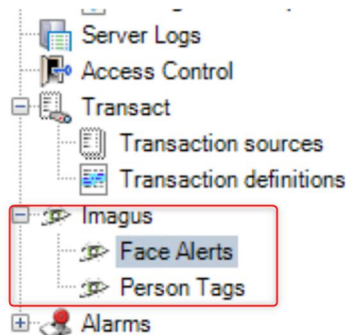 Server Logs
Access Control
Transact
Transaction sources
Transaction definitions
Imagus
Face Alerts
Person Tags
Alarms